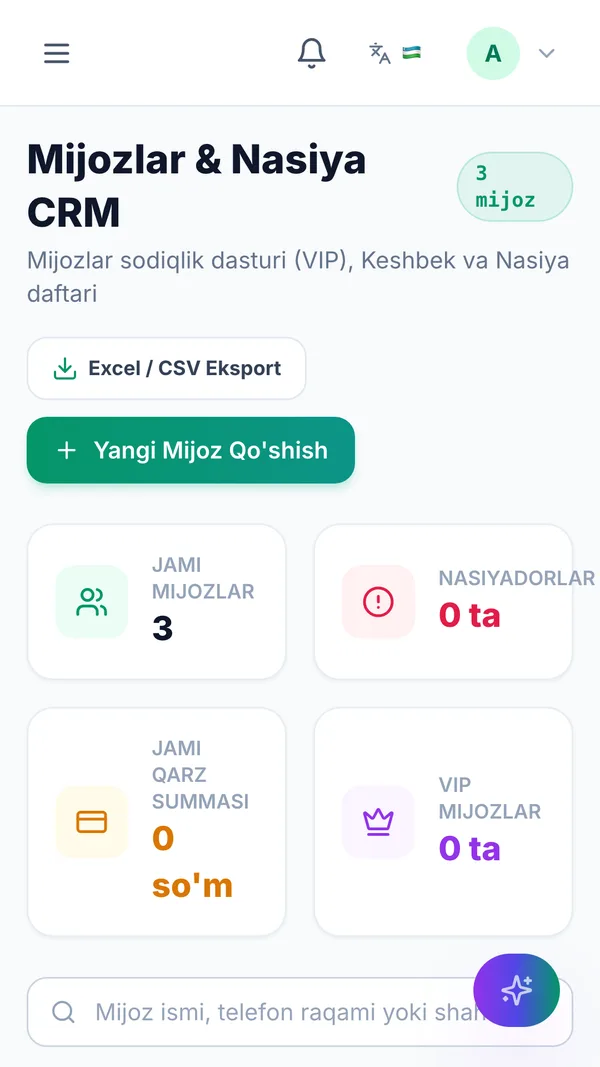 A
Mijozlar & Nasiya
CRM
3
mijoz
Mijozlar sodiqlik dasturi (VIP), Keshbek va Nasiya
daftari
Excel / CSV Eksport
Yangi Mijoz Qo'shish
JAMI
MIJOZLAR
3
NASIYADORLAR
0 ta
JAMI
QARZ
SUMMASI
0
so'm
VIP
MIJOZLAR
0 ta
Mijoz ismi, telefon raqami yoki